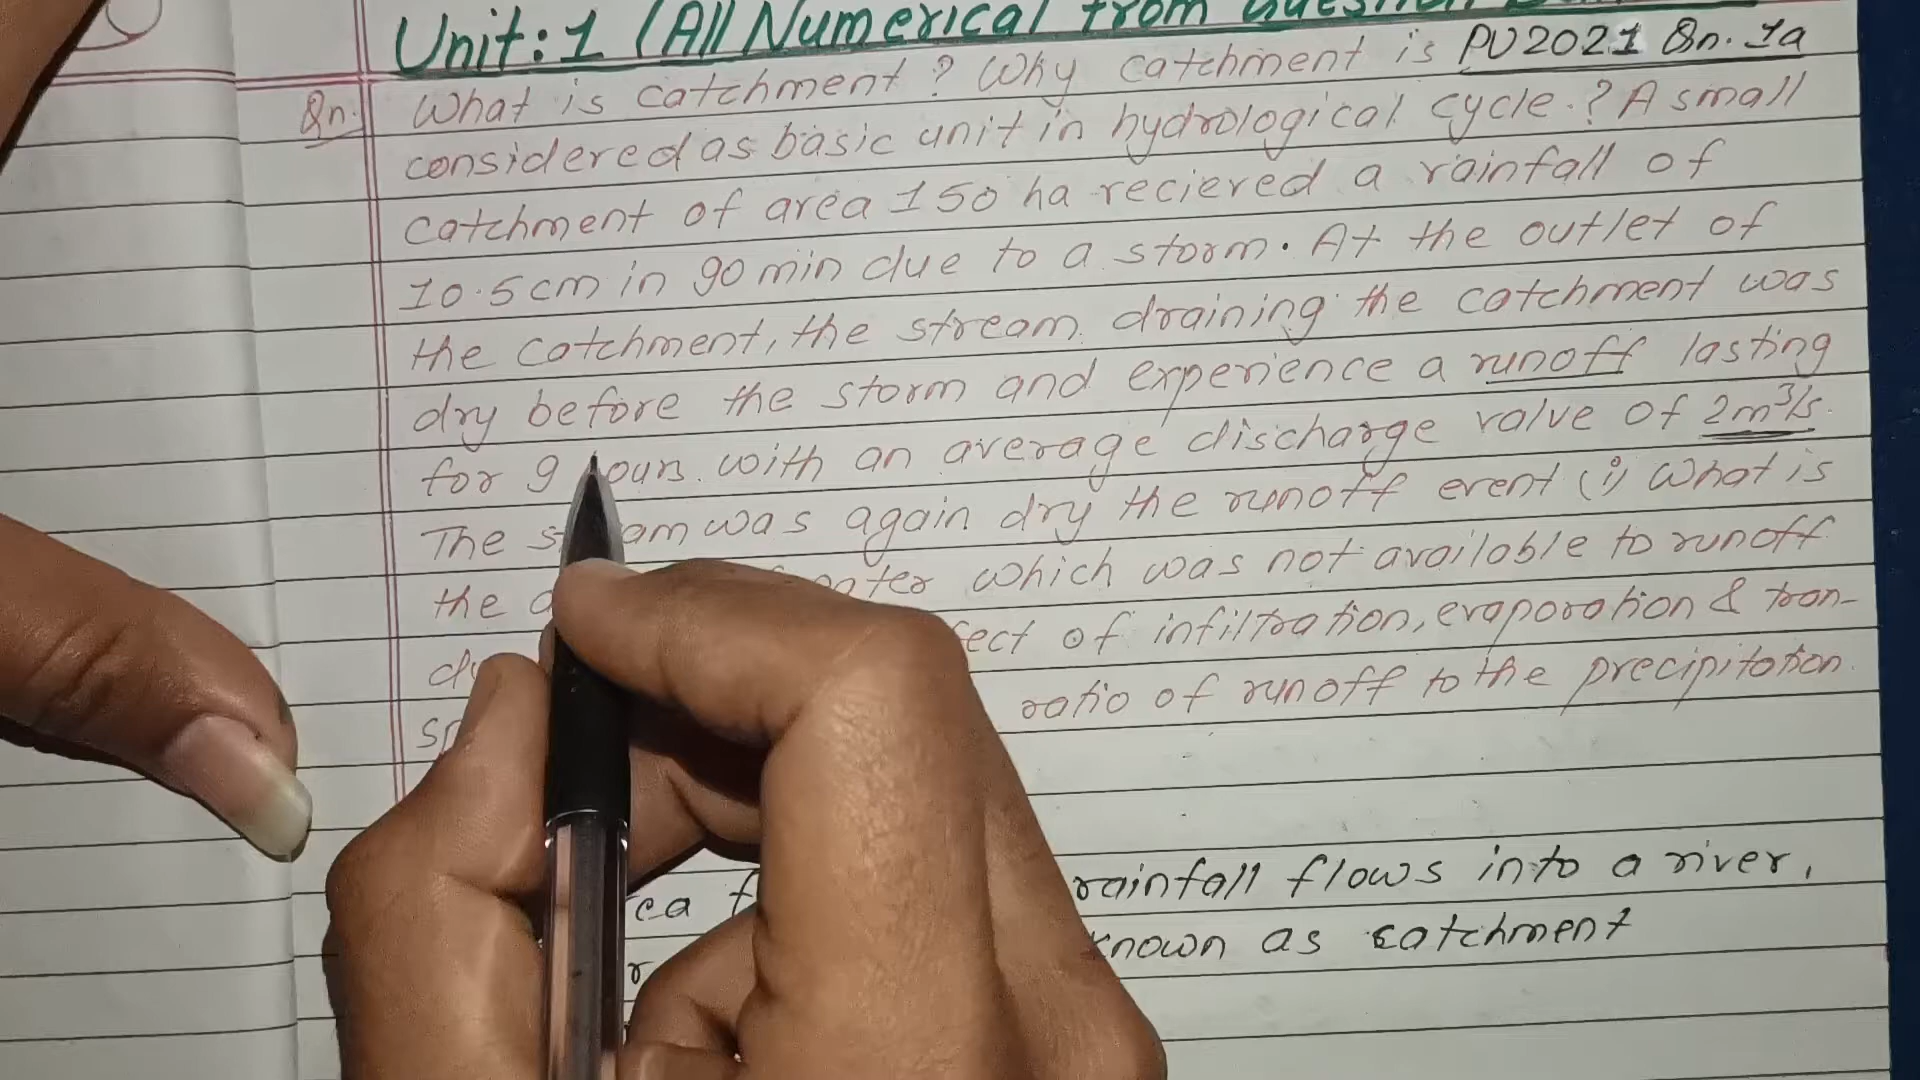 Unit:1 (All Numerical from Question
PU2021 Qn. 1a
Qn. What is catchment? Why catchment is
considered as basic unit in hydrological cycle.? A small
catchment of area 150 ha recieved a rainfall of
10.5cm in 90 min due to a storm. At the outlet of
the catchment, the stream draining the catchment was
dry before the storm and experience a runoff lasting
for 9 ours with an average discharge value of 2m³/s.
The s am was again dry the runoff event (i) What is
the which was not available to runoff
of infiltration, evaporation & tran-
ratio of runoff to the precipitation.
rainfall flows into a river,
known as catchment